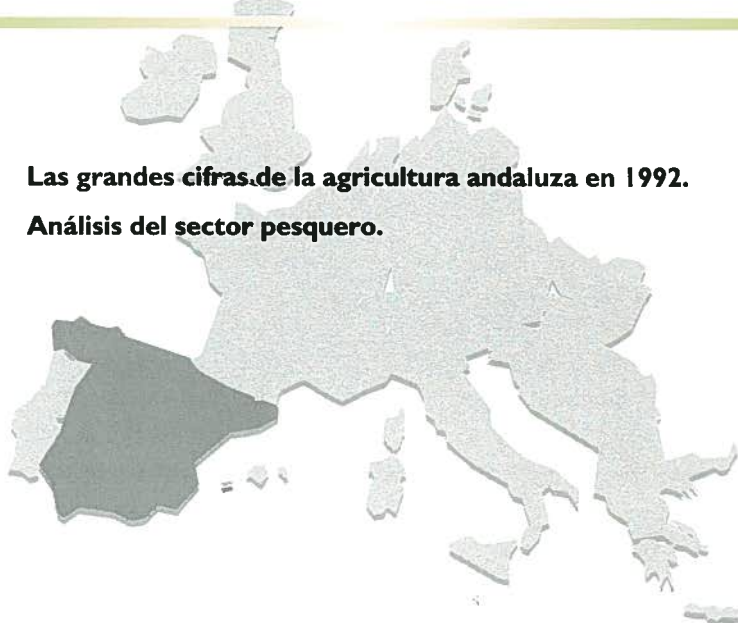 Las grandes cifras de la agricultura andaluza en 1992.
Análisis del sector pesquero.